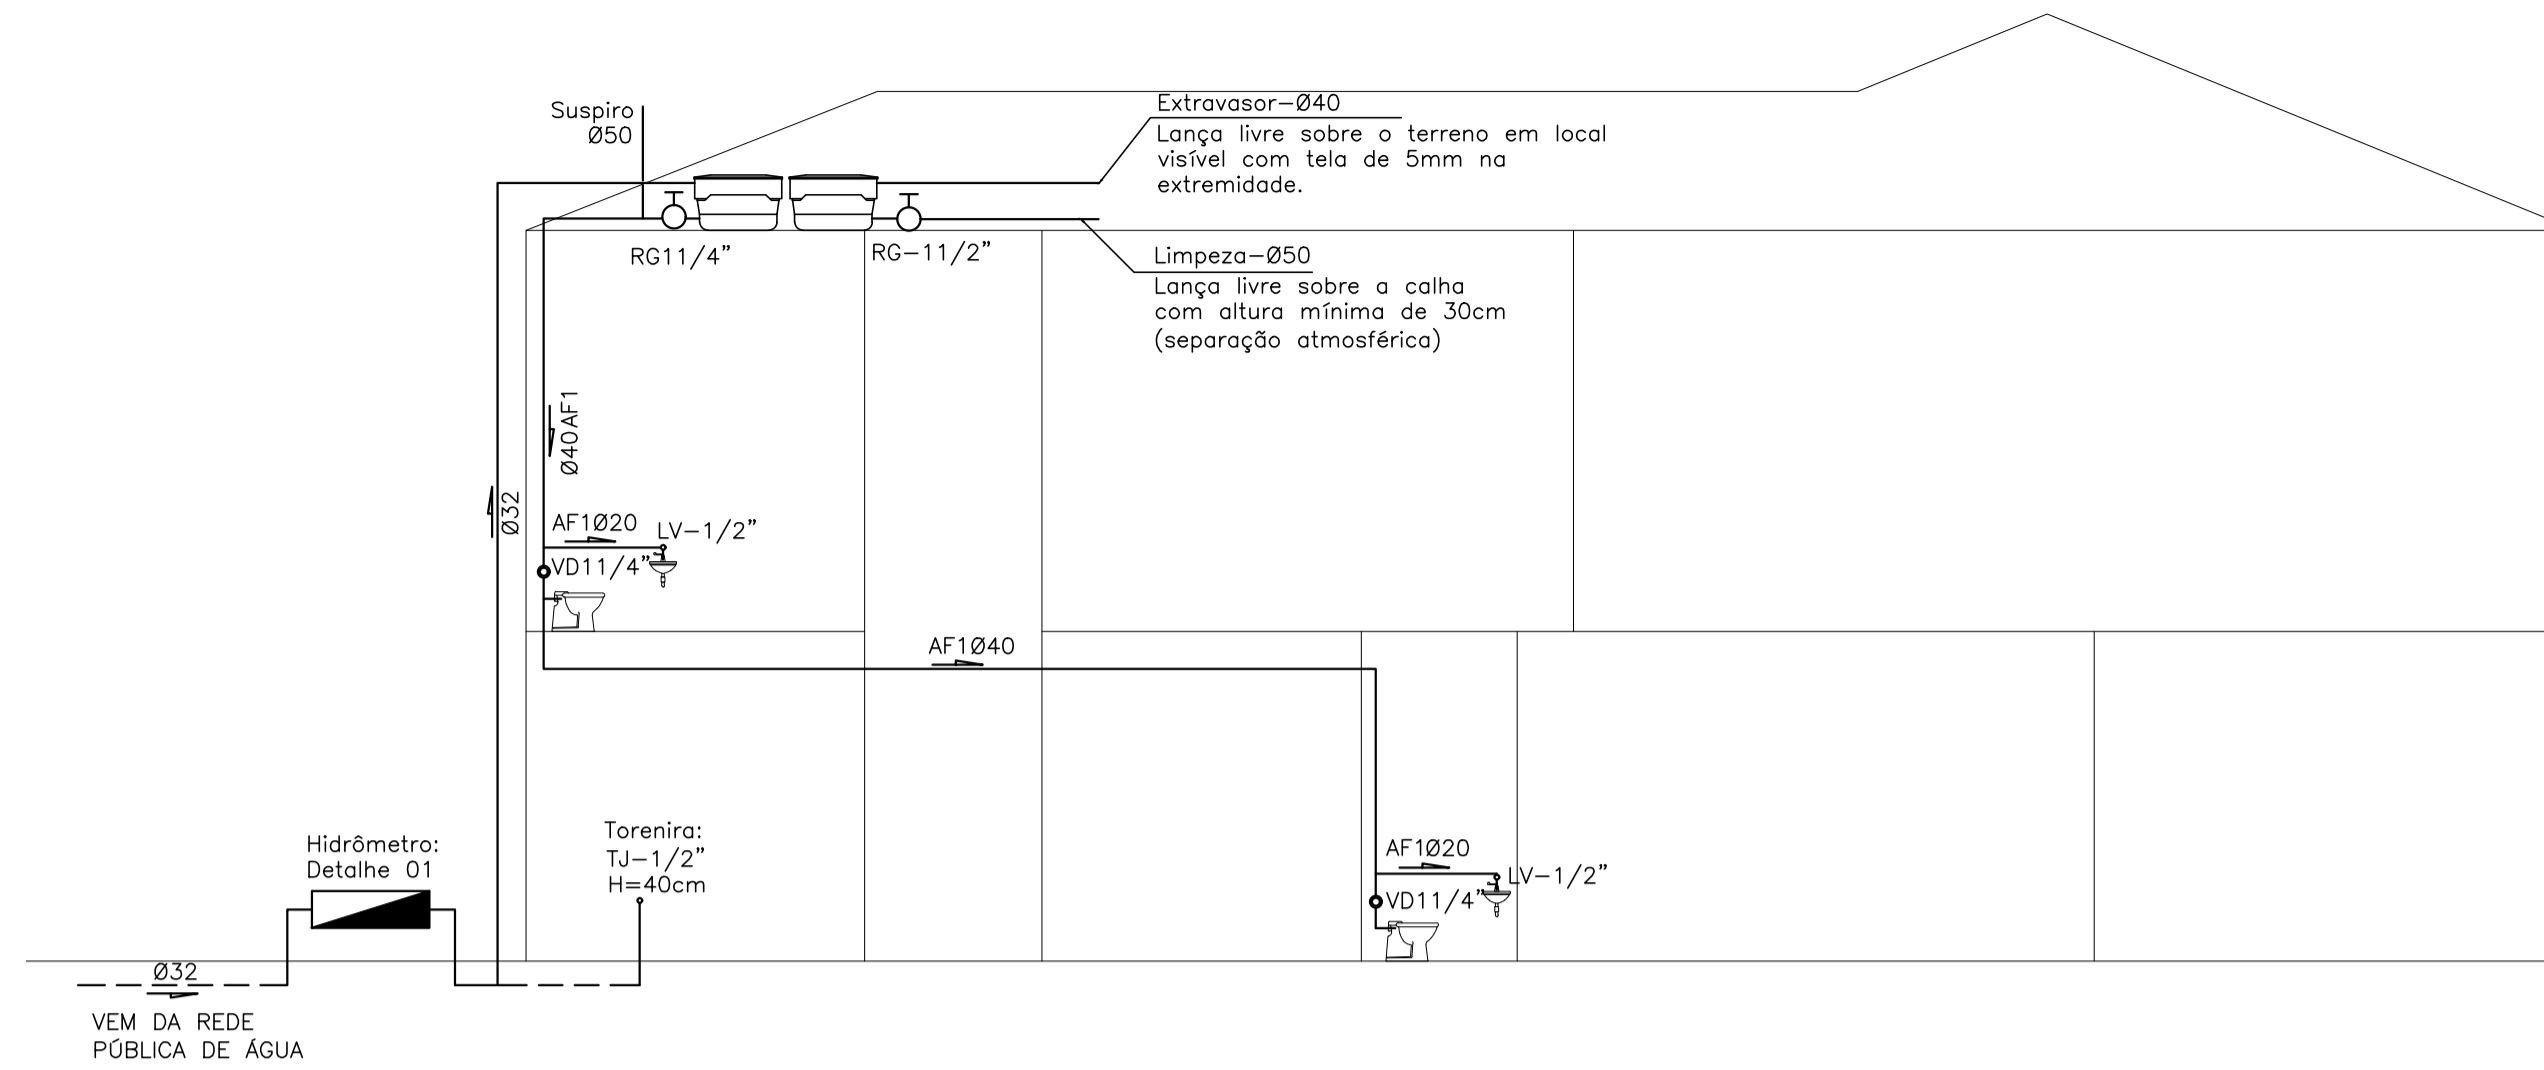 Suspiro
Ø50
Extravasor-Ø40
Lança livre sobre o terreno em local
visível com tela de 5mm na
extremidade.
RG11/4"
RG-11/2"
Limpeza-Ø50
Lança livre sobre a calha
com altura mínima de 30cm
(separação atmosférica)
Ø40AF1
Ø32
AF1Ø20
LV-1/2"
VD11/4"
AF1Ø40
Hidrômetro:
Detalhe 01
Torenira:
TJ-1/2"
H=40cm
AF1Ø20
LV-1/2"
VD11/4"
Ø32
VEM DA REDE
PÚBLICA DE ÁGUA